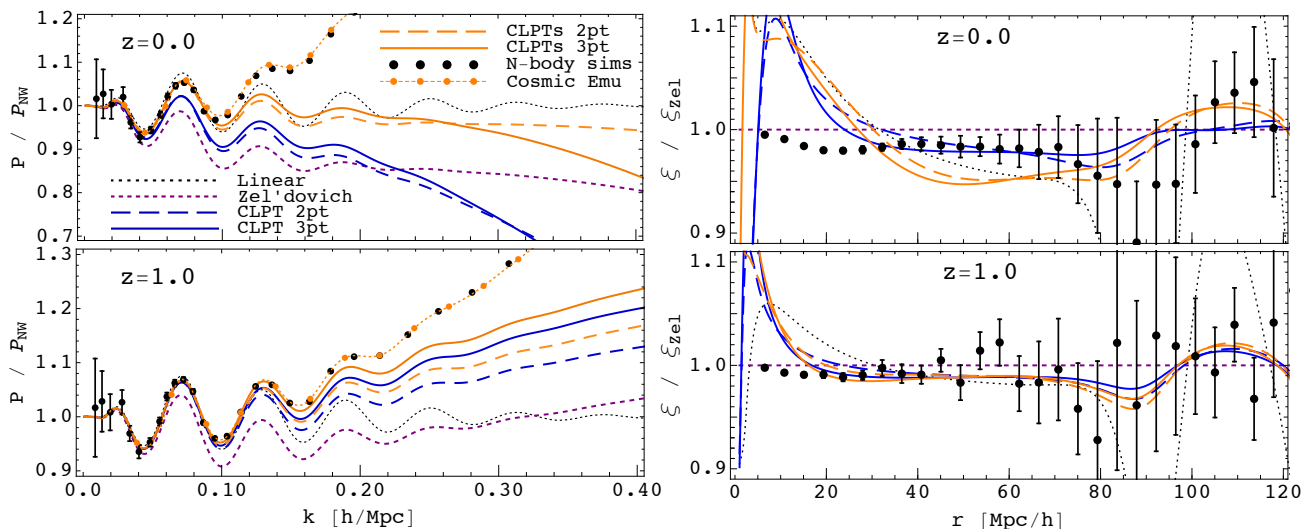 z=0.0
CLPTs 2pt
CLPTs 3pt
N-body sims
Cosmic Emu
Linear
Zel'dovich
CLPT 2pt
CLPT 3pt
P / P_NW
1.2
1.1
1.0
0.9
0.8
0.7
z=1.0
P / P_NW
1.3
1.2
1.1
1.0
0.9
0.0 0.10 0.20 0.30 0.40
k [h/Mpc]
z=0.0
ξ / ξ_Zel
1.1
1.0
0.9
z=1.0
ξ / ξ_Zel
1.1
1.0
0.9
0 20 40 60 80 100 120
r [Mpc/h]